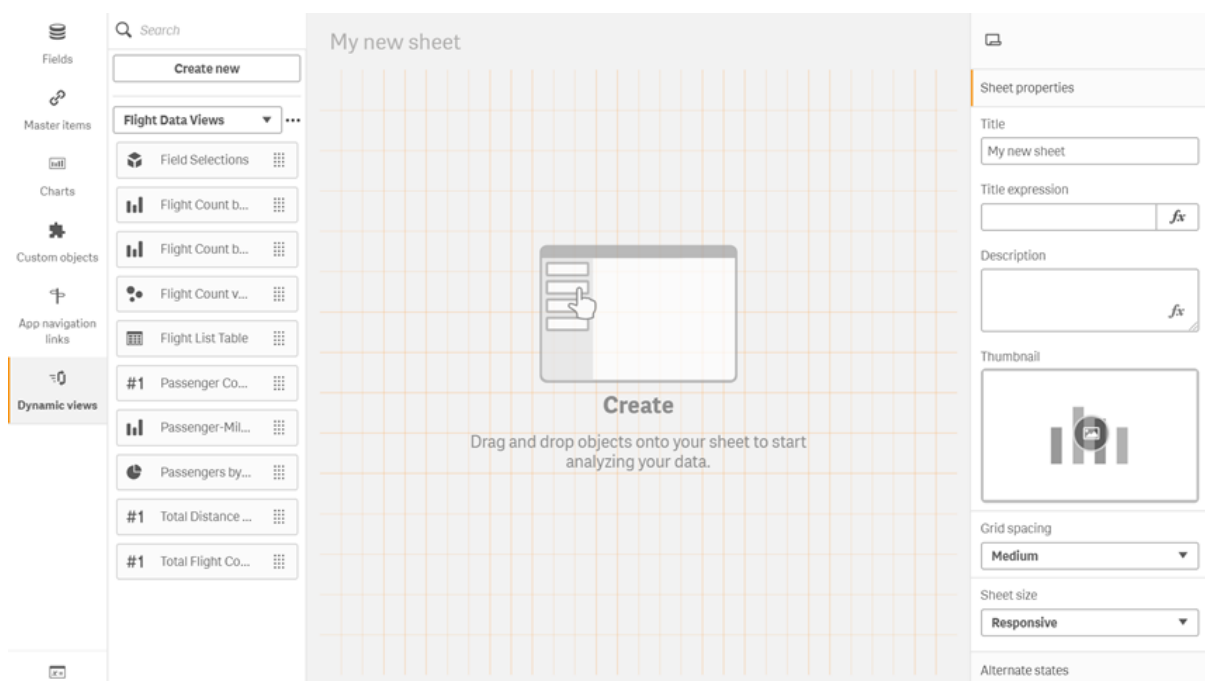 Fields
Master items
Charts
Custom objects
App navigation
links
Dynamic views
Search
Create new
Flight Data Views
Field Selections
Flight Count b...
Flight Count b...
Flight Count v...
Flight List Table
#1 Passenger Co...
Passenger-Mil...
Passengers by...
#1 Total Distance ...
#1 Total Flight Co...
My new sheet
Create
Drag and drop objects onto your sheet to start
analyzing your data.
Sheet properties
Title
My new sheet
Title expression
fx
Description
fx
Thumbnail
Grid spacing
Medium
Sheet size
Responsive
Alternate states